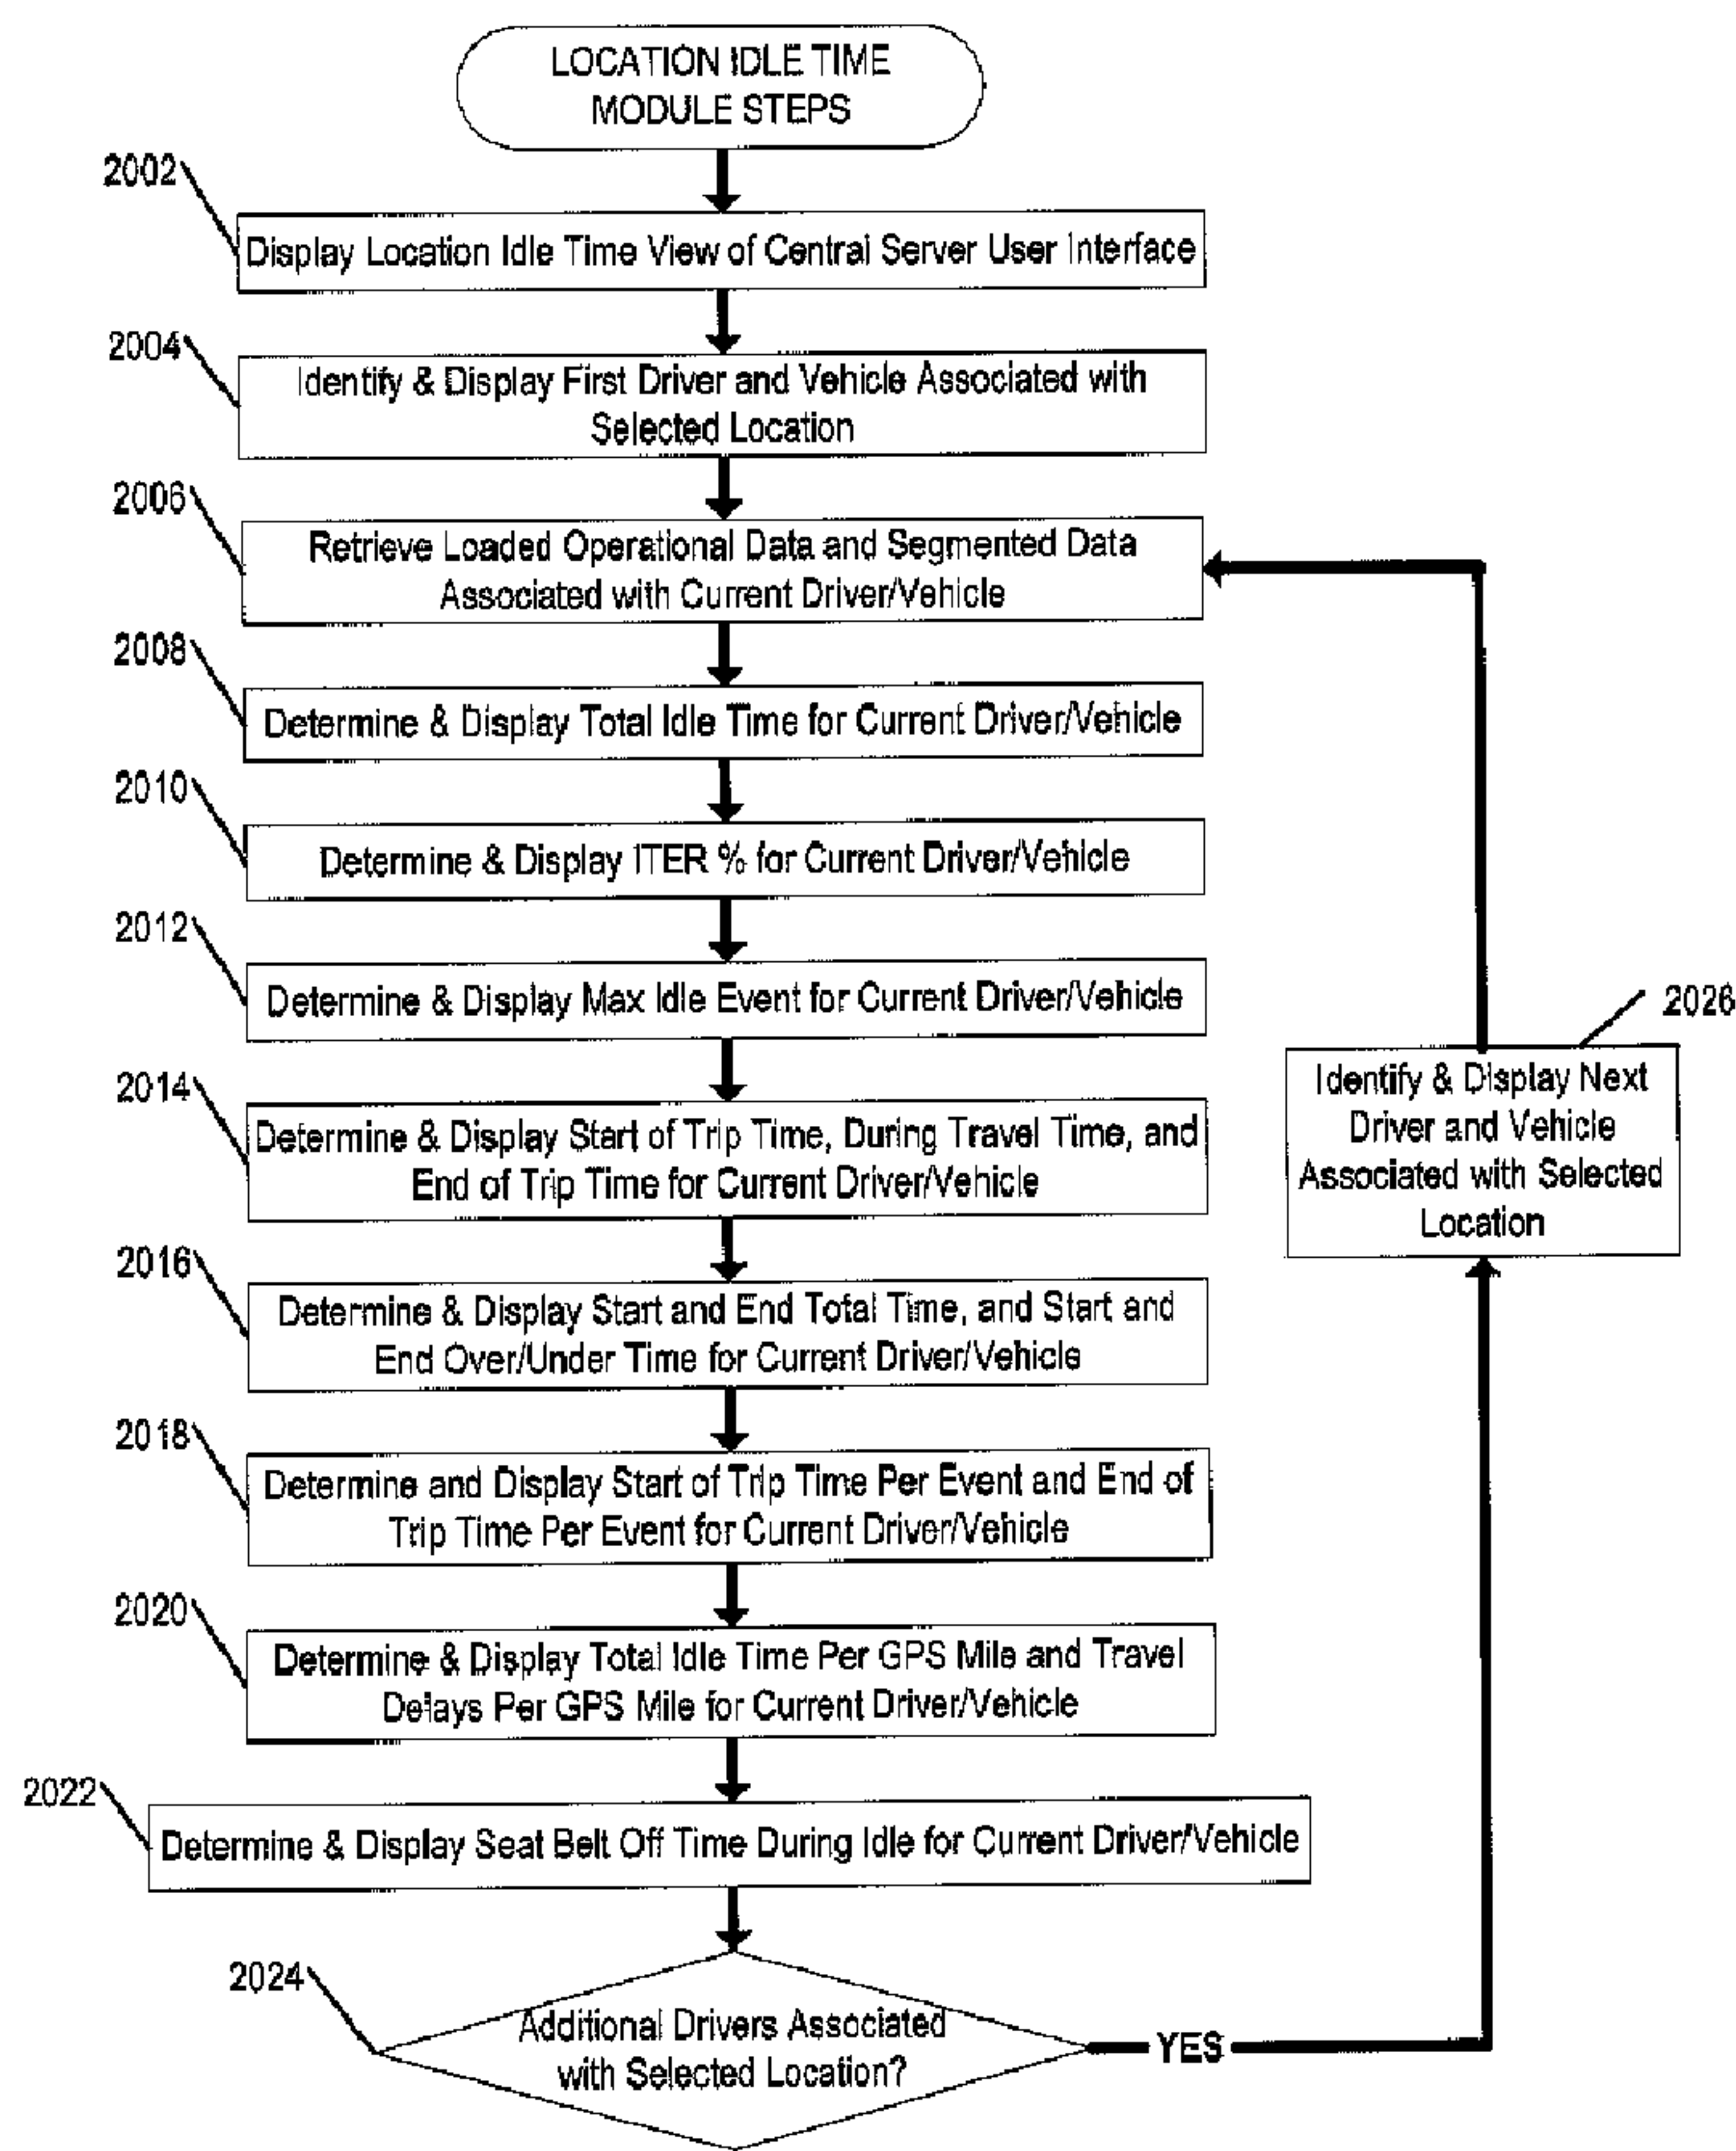 LOCATION IDLE TIME
MODULE STEPS
2002
Display Location Idle Time View of Central Server User Interface
2004
Identify & Display First Driver and Vehicle Associated with
Selected Location
2006
Retrieve Loaded Operational Data and Segmented Data
Associated with Current Driver/Vehicle
2008
Determine & Display Total Idle Time for Current Driver/Vehicle
2010
Determine & Display ITER % for Current Driver/Vehicle
2012
Determine & Display Max Idle Event for Current Driver/Vehicle
2014
Determine & Display Start of Trip Time, During Travel Time, and
End of Trip Time for Current Driver/Vehicle
2016
Determine & Display Start and End Total Time, and Start and
End Over/Under Time for Current Driver/Vehicle
2018
Determine and Display Start of Trip Time Per Event and End of
Trip Time Per Event for Current Driver/Vehicle
2020
Determine & Display Total Idle Time Per GPS Mile and Travel
Delays Per GPS Mile for Current Driver/Vehicle
2022
Determine & Display Seat Belt Off Time During Idle for Current Driver/Vehicle
2024
Additional Drivers Associated
with Selected Location?
YES
2026
Identify & Display Next
Driver and Vehicle
Associated with Selected
Location